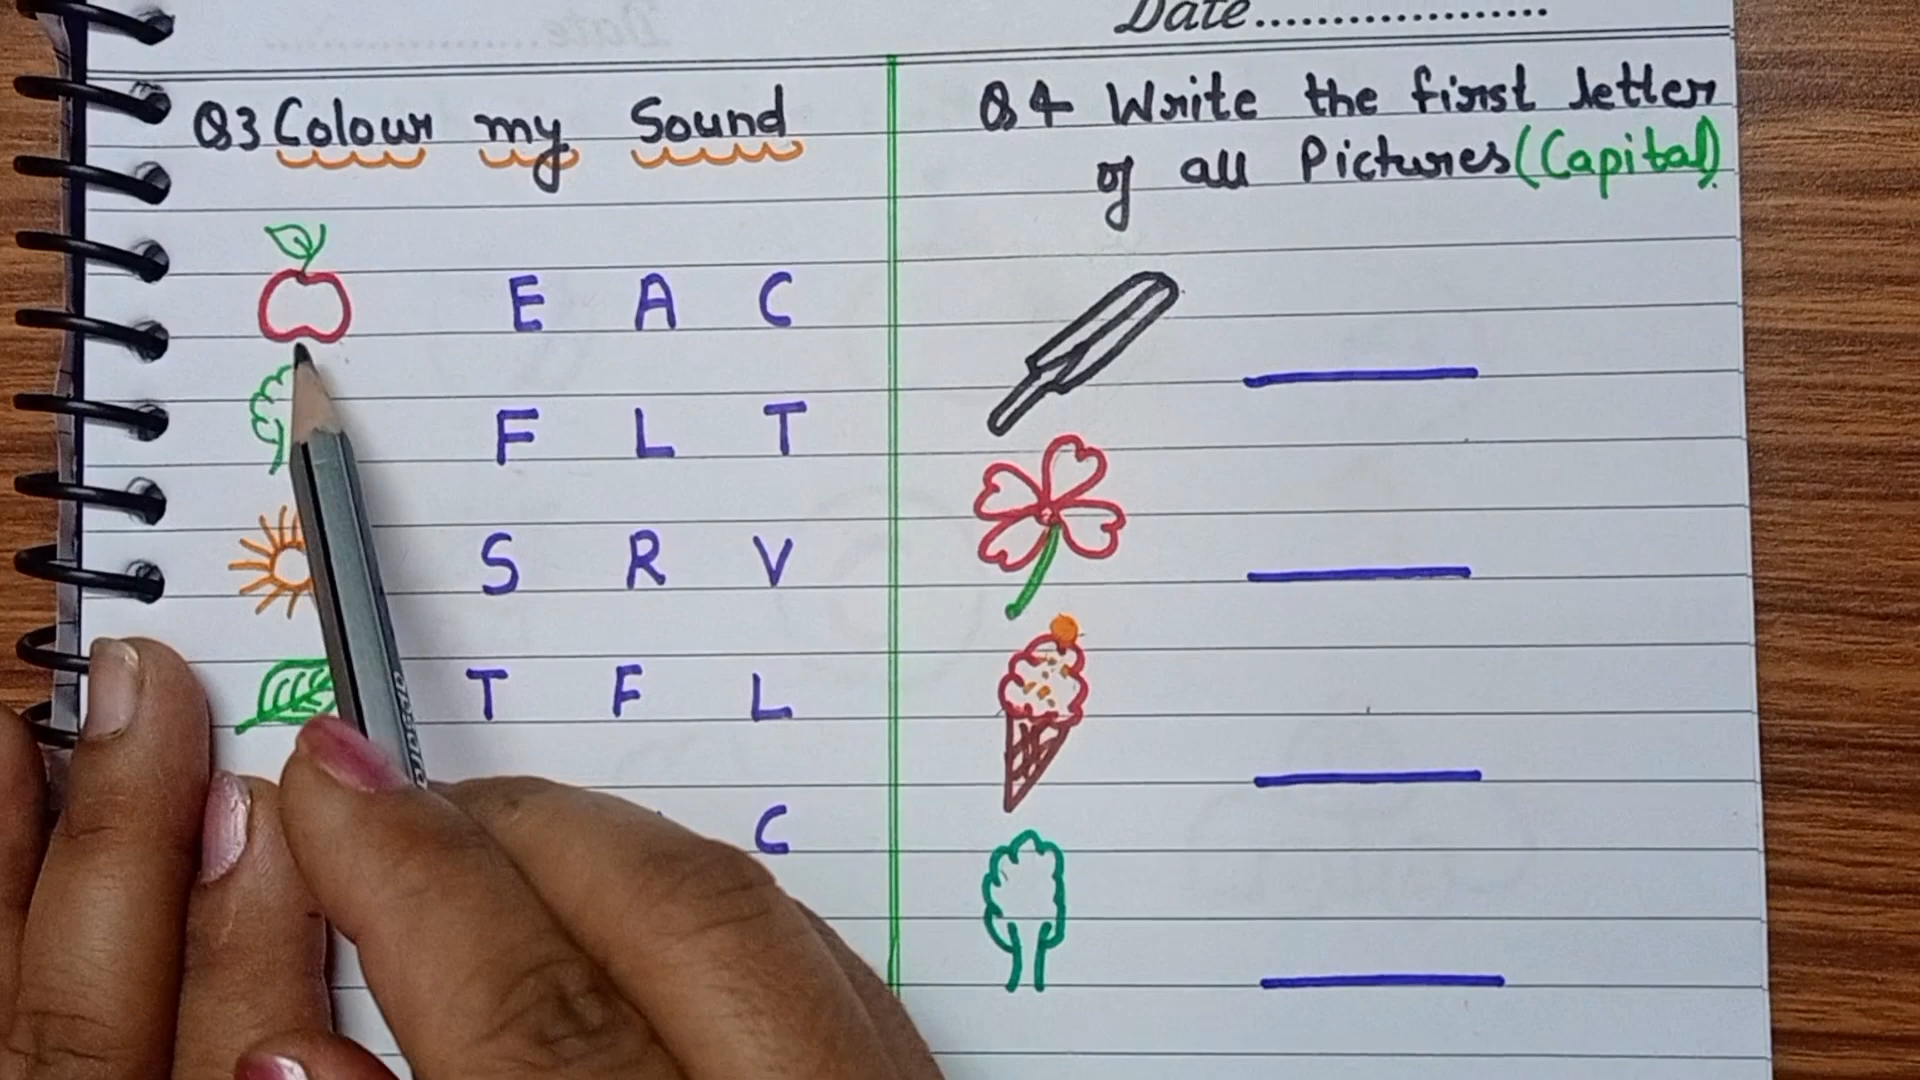 Date....................
Q3 Colour my Sound
E A C
F L T
S R V
T F L
C
Q4 Write the first letter
of all Pictures (Capital)